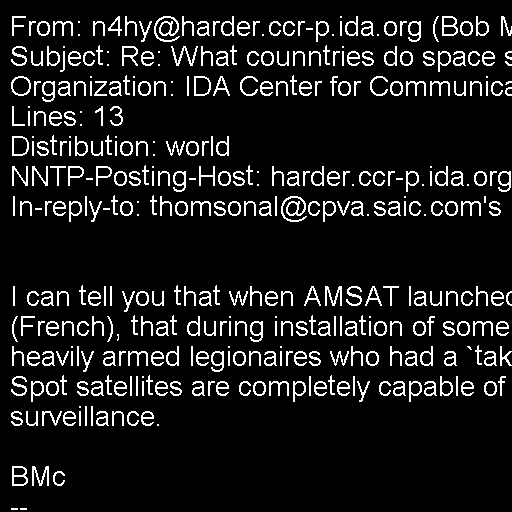 From: n4hy@harder.ccr-p.ida.org (Bob M
Subject: Re: What counntries do space s
Organization: IDA Center for Communica
Lines: 13
Distribution: world
NNTP-Posting-Host: harder.ccr-p.ida.org
In-reply-to: thomsonal@cpva.saic.com's
I can tell you that when AMSAT launched
(French), that during installation of some
heavily armed legionaires who had a `tak
Spot satellites are completely capable of
surveillance.
BMc
--